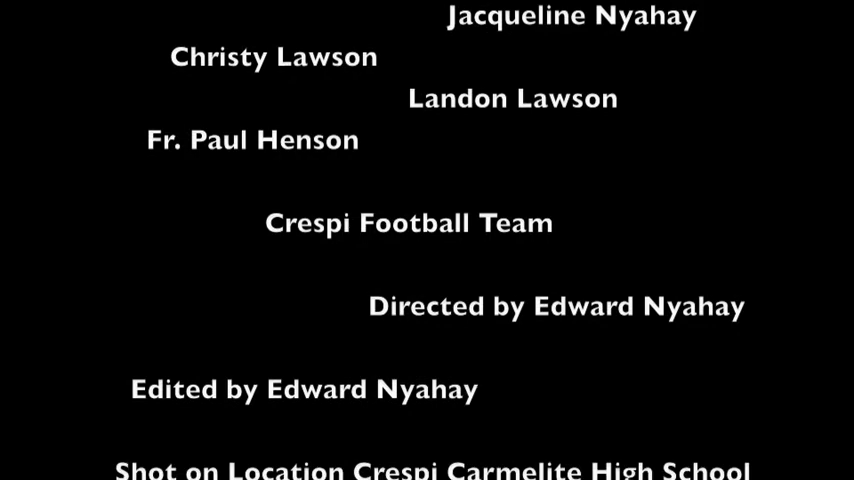 Jacqueline Nyahay
Christy Lawson
Landon Lawson
Fr. Paul Henson
Crespi Football Team
Directed by Edward Nyahay
Edited by Edward Nyahay
Shot on Location Crespi Carmelite High School